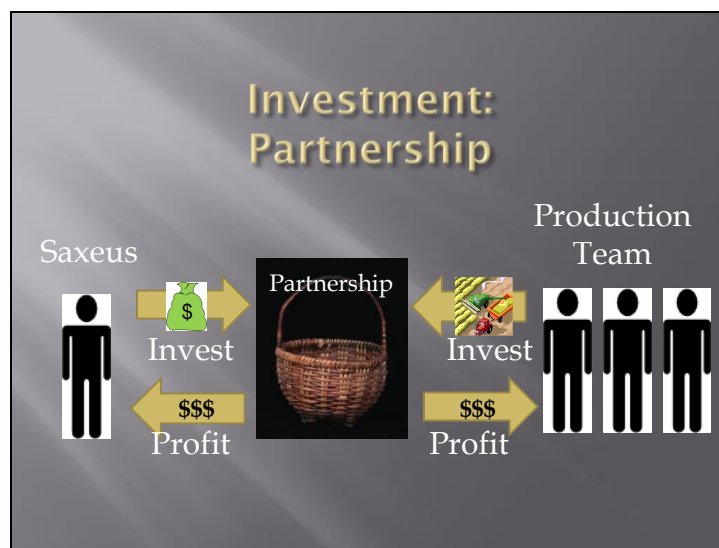 Investment:
Partnership
Production
Team
Saxeus
Partnership
$
Invest
Invest
$$$
$$$
Profit
Profit